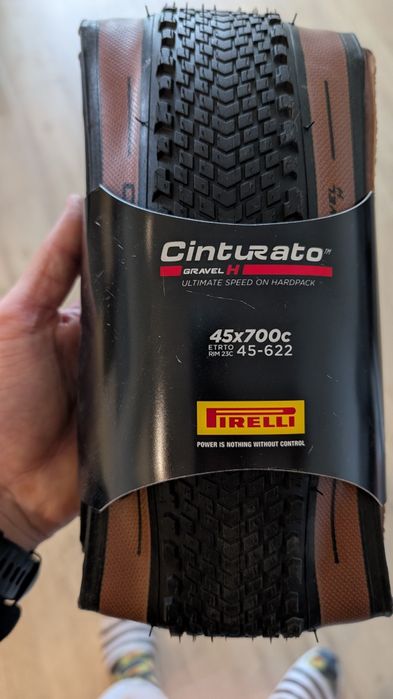 Cinturato™
GRAVEL H
ULTIMATE SPEED ON HARDPACK
45x700c
ETRTO
RIM 23C 45-622
PIRELLI
POWER IS NOTHING WITHOUT CONTROL